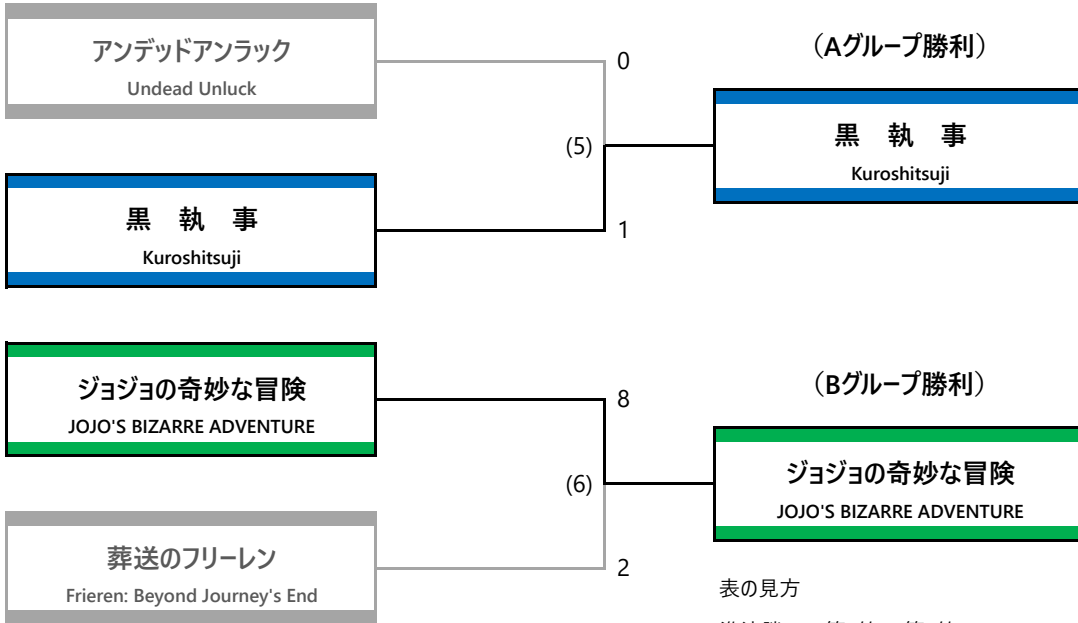 アンデッドアンラック
Undead Unluck
0
(5)
黒　執　事
Kuroshitsuji
1
（Aグループ勝利）
黒　執　事
Kuroshitsuji
ジョジョの奇妙な冒険
JOJO'S BIZARRE ADVENTURE
8
(6)
葬送のフリーレン
Frieren: Beyond Journey's End
2
（Bグループ勝利）
ジョジョの奇妙な冒険
JOJO'S BIZARRE ADVENTURE
表の見方